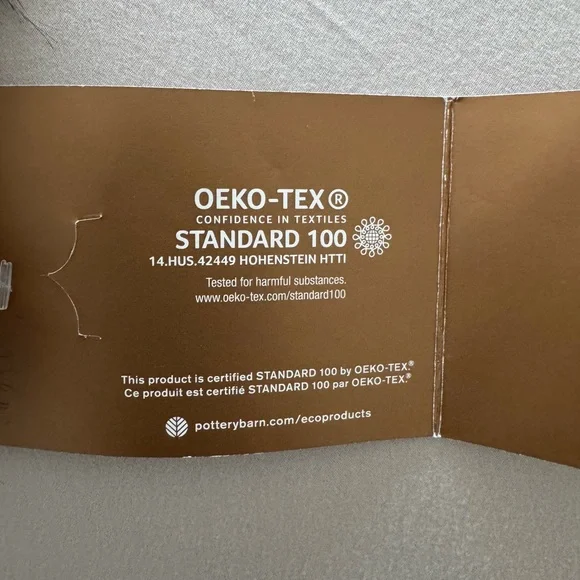 OEKO-TEX®
CONFIDENCE IN TEXTILES
STANDARD 100
14.HUS.42449 HOHENSTEIN HTTI
Tested for harmful substances.
www.oeko-tex.com/standard100
This product is certified STANDARD 100 by OEKO-TEX.®
Ce produit est certifié STANDARD 100 par OEKO-TEX.®
potterybarn.com/ecoproducts